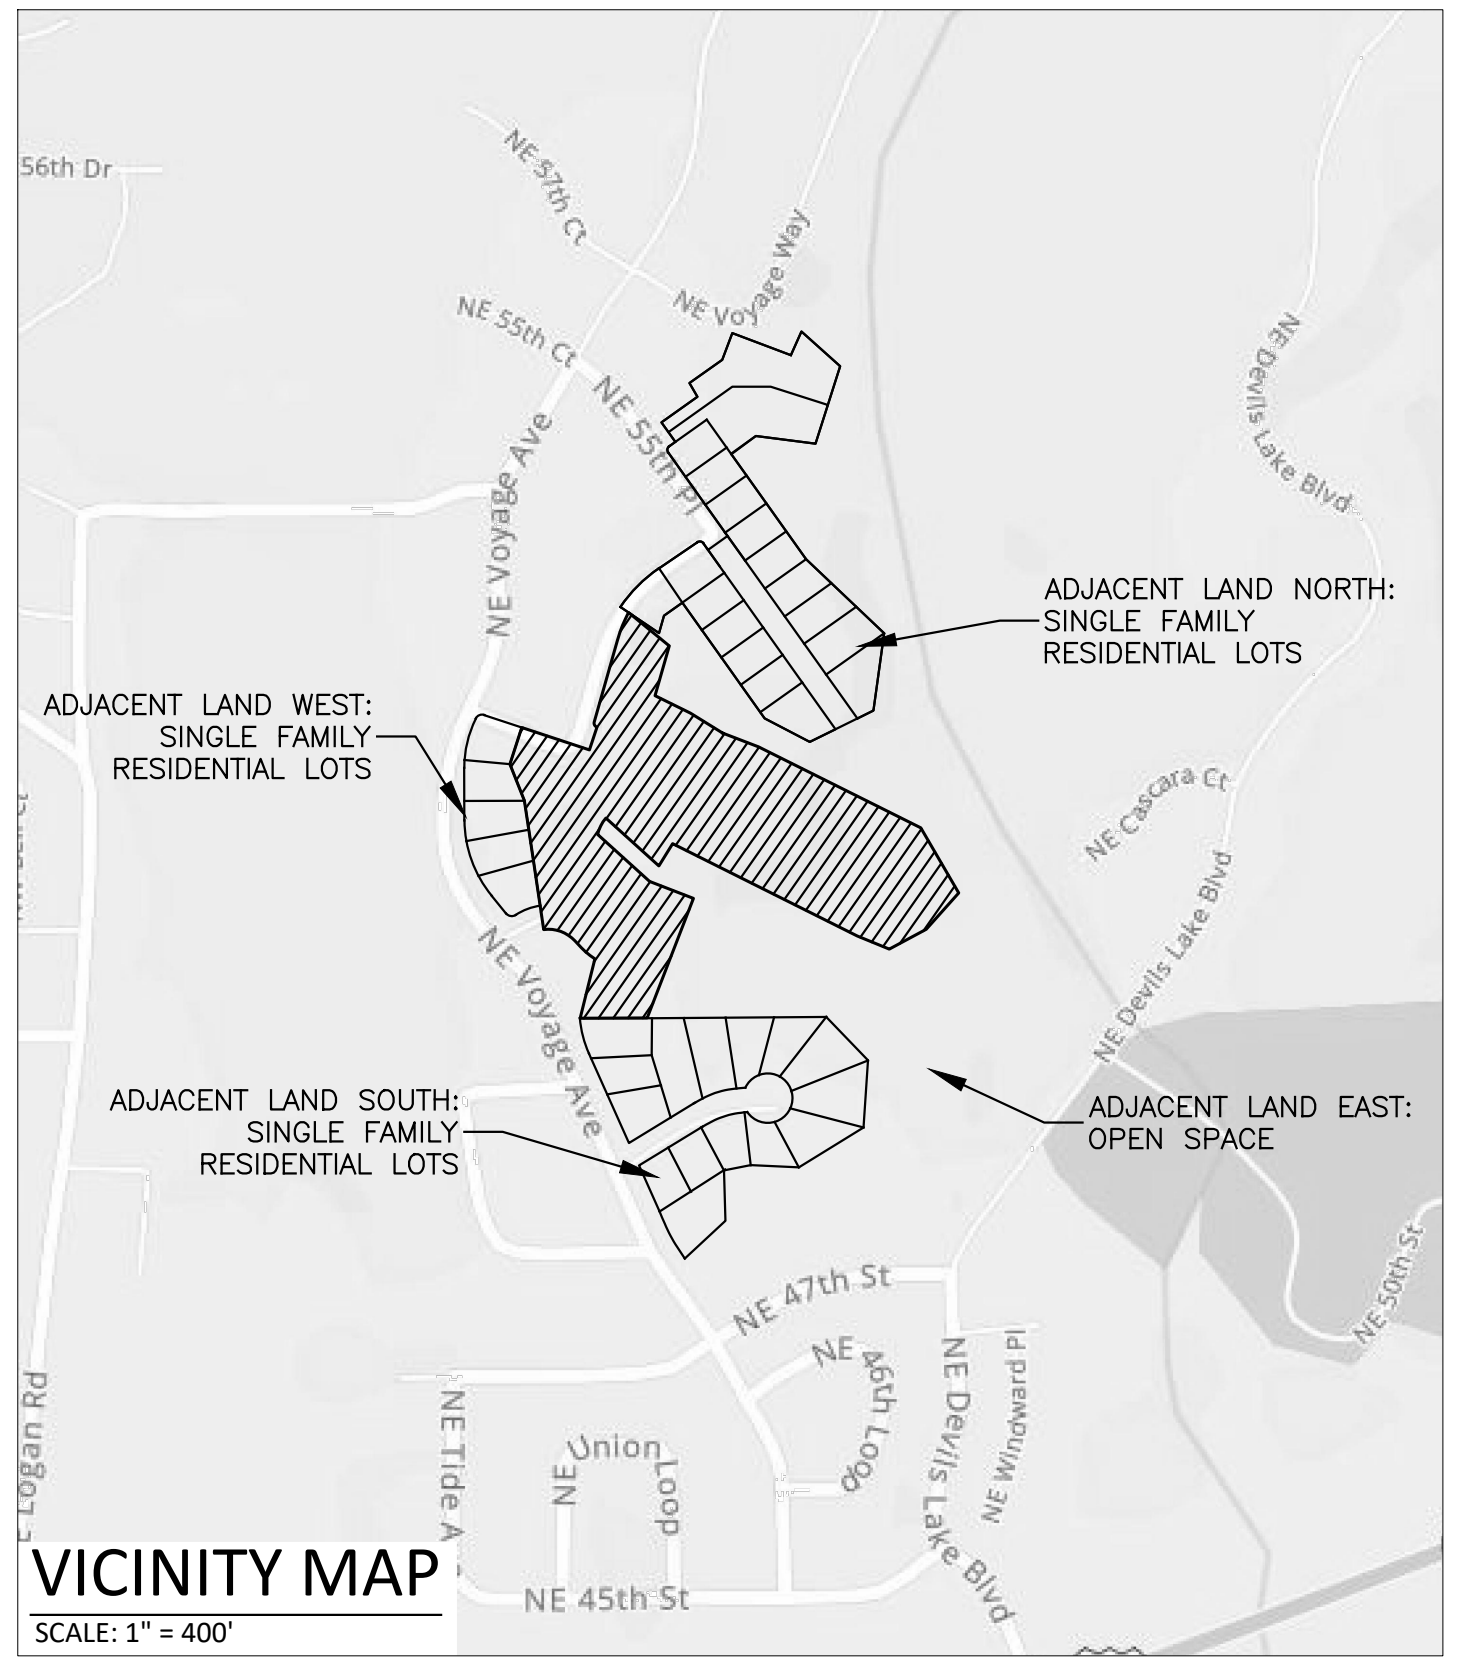 56th Dr
NE 57th Ct
NE Voyage Way
NE 55th Ct
NE 55th Pl
NE Voyage Ave
NE Devils Lake Blvd
ADJACENT LAND NORTH:
SINGLE FAMILY
RESIDENTIAL LOTS
ADJACENT LAND WEST:
SINGLE FAMILY
RESIDENTIAL LOTS
NE Cascara Ct
NE Voyage Ave
NE Devils Lake Blvd
ADJACENT LAND SOUTH:
SINGLE FAMILY
RESIDENTIAL LOTS
ADJACENT LAND EAST:
OPEN SPACE
NE 50th St
NE 47th St
NE 46th Loop
NE Devils Lake Blvd
NE Windward Pl
Logan Rd
NE Tide A
NE Union Loop
NE 45th St
VICINITY MAP
SCALE: 1" = 400'